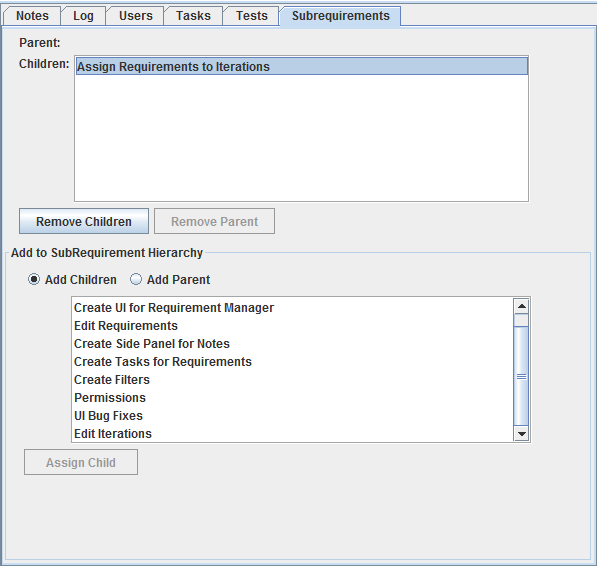 Notes Log Users Tasks Tests Subrequirements
Parent:
Children: Assign Requirements to Iterations
Remove Children Remove Parent
Add to SubRequirement Hierarchy
Add Children Add Parent
Create UI for Requirement Manager
Edit Requirements
Create Side Panel for Notes
Create Tasks for Requirements
Create Filters
Permissions
UI Bug Fixes
Edit Iterations
Assign Child